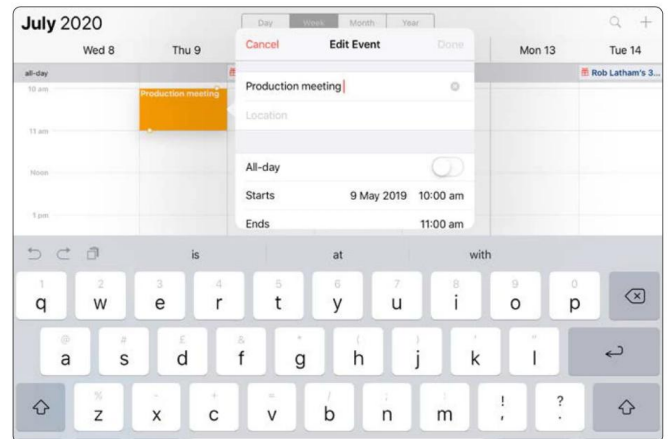 July 2020
Day Week Month Year
Wed 8 Thu 9 Mon 13 Tue 14
Cancel Edit Event Done
all-day
Rob Latham's 3...
Production meeting
10 am
Production meeting
Location
11 am
Noon
All-day
Starts 9 May 2019 10:00 am
1 pm
Ends 11:00 am
is at with
1 2 3 4 5 6 7 8 9 0
q w e r t y u i o p
@ # £ & * ( ) ' "
a s d f g h j k l
% - + = / ; : ! ?
z x c v b n m , .